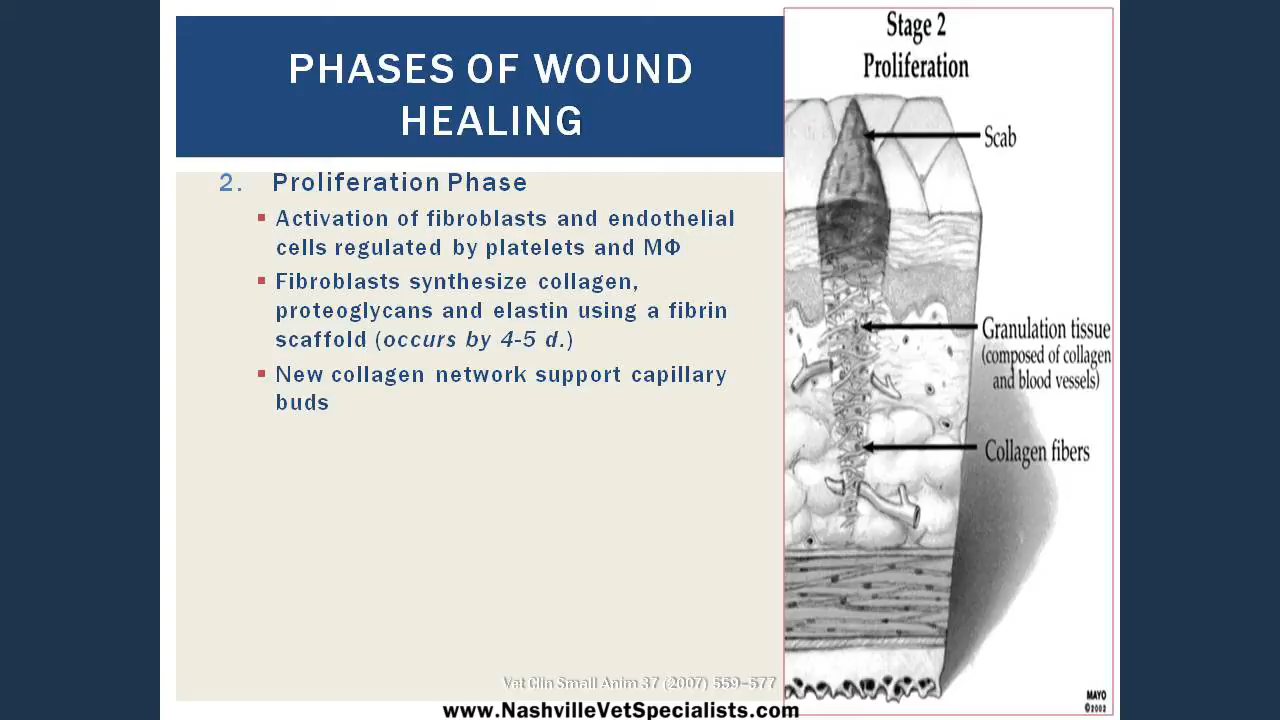 PHASES OF WOUND
HEALING
2. Proliferation Phase
▪ Activation of fibroblasts and endothelial
cells regulated by platelets and MΦ
▪ Fibroblasts synthesize collagen,
proteoglycans and elastin using a fibrin
scaffold (occurs by 4-5 d.)
▪ New collagen network support capillary
buds
Stage 2
Proliferation
Scab
Granulation tissue
(composed of collagen
and blood vessels)
Collagen fibers
MAYO
©2002
Vet Clin Small Anim 37 (2007) 559–577
www.NashvilleVetSpecialists.com